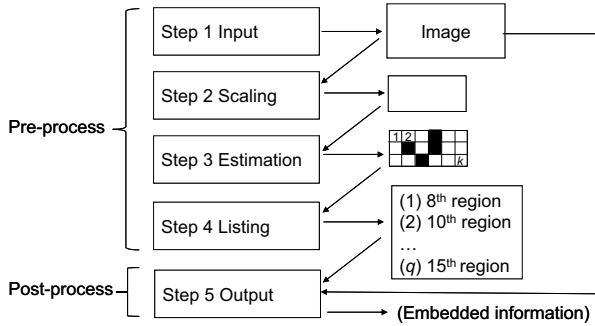 Step 1 Input
Image
Step 2 Scaling
Pre-process
1 2
Step 3 Estimation
k
(1) 8th region
Step 4 Listing
(2) 10th region
...
(q) 15th region
Post-process
Step 5 Output
(Embedded information)